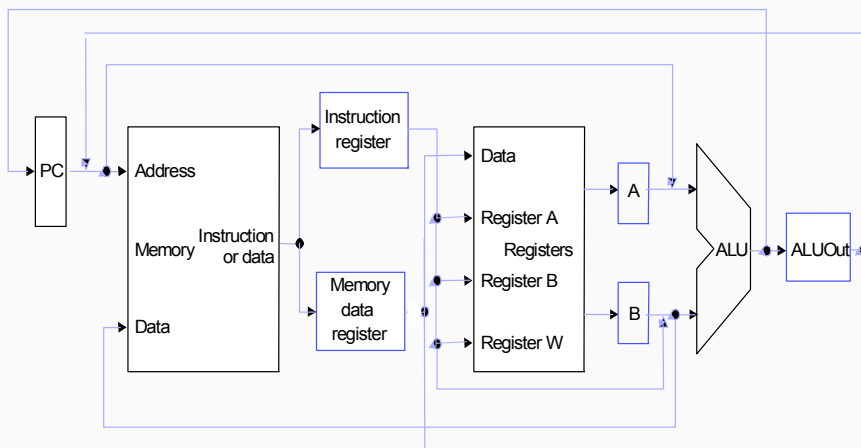 PC
Address
Memory
Instruction
or data
Data
Instruction
register
Memory
data
register
Data
Register A
Registers
Register B
Register W
A
B
ALU
ALUOut